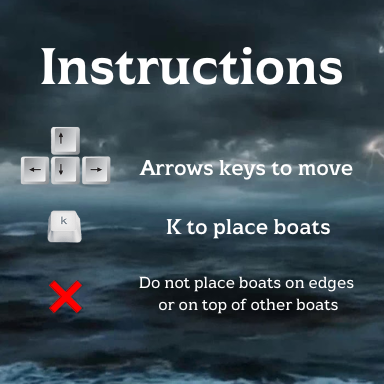 Instructions
↑
← ↓ →
Arrows keys to move
k
K to place boats
Do not place boats on edges
or on top of other boats